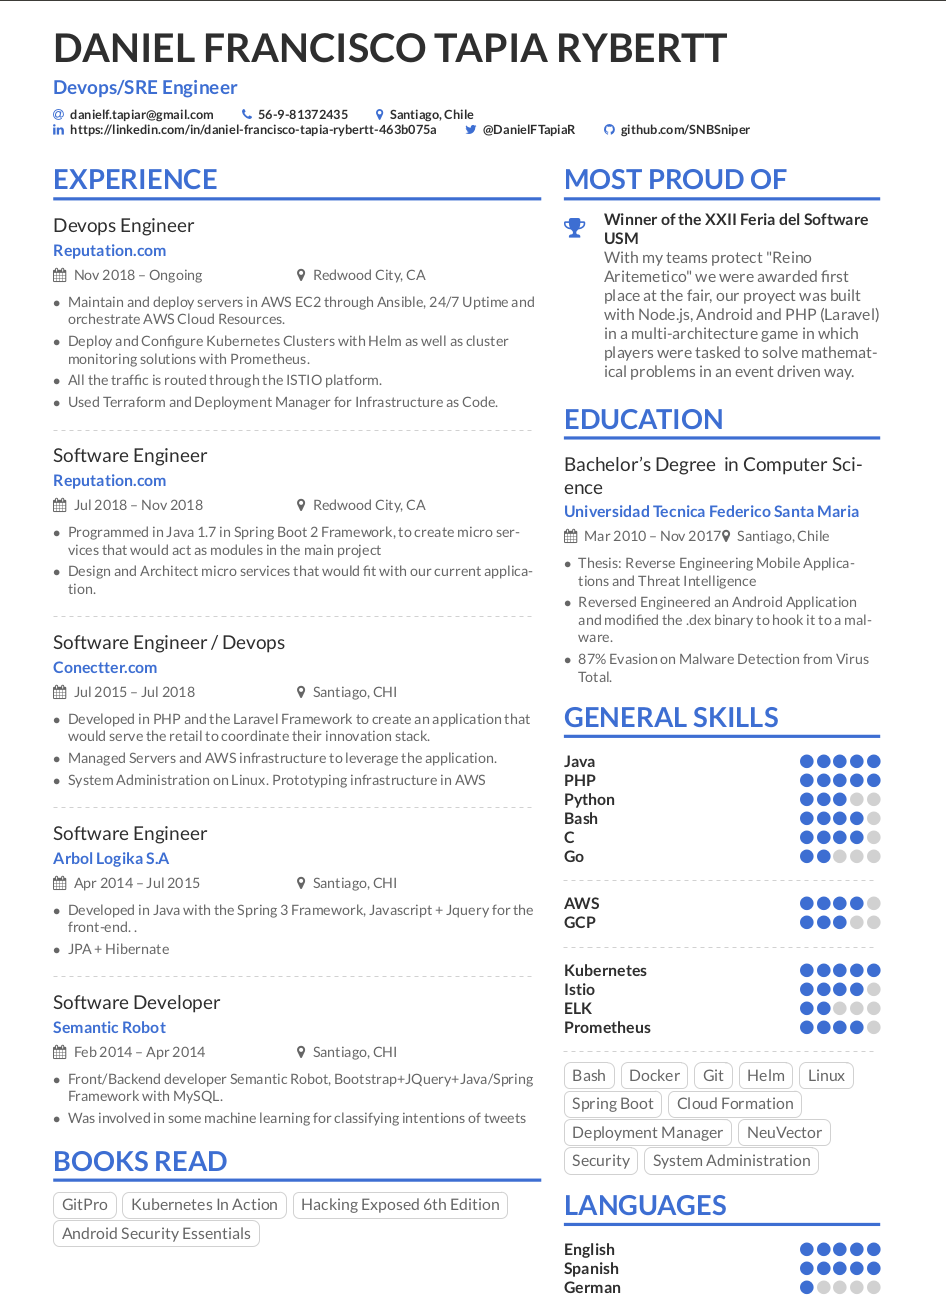 DANIEL FRANCISCO TAPIA RYBERTT
Devops/SRE Engineer
danielf.tapiar@gmail.com 56-9-81372435 Santiago, Chile
https://linkedin.com/in/daniel-francisco-tapia-rybertt-463b075a @DanielFTapiaR github.com/SNBSniper
EXPERIENCE
Devops Engineer
Reputation.com
Nov 2018 – Ongoing Redwood City, CA
• Maintain and deploy servers in AWS EC2 through Ansible, 24/7 Uptime and
orchestrate AWS Cloud Resources.
• Deploy and Configure Kubernetes Clusters with Helm as well as cluster
monitoring solutions with Prometheus.
• All the traffic is routed through the ISTIO platform.
• Used Terraform and Deployment Manager for Infrastructure as Code.
Software Engineer
Reputation.com
Jul 2018 – Nov 2018 Redwood City, CA
• Programmed in Java 1.7 in Spring Boot 2 Framework, to create micro ser-
vices that would act as modules in the main project
• Design and Architect micro services that would fit with our current applica-
tion.
Software Engineer / Devops
Conectter.com
Jul 2015 – Jul 2018 Santiago, CHI
• Developed in PHP and the Laravel Framework to create an application that
would serve the retail to coordinate their innovation stack.
• Managed Servers and AWS infrastructure to leverage the application.
• System Administration on Linux. Prototyping infrastructure in AWS
Software Engineer
Arbol Logika S.A
Apr 2014 – Jul 2015 Santiago, CHI
• Developed in Java with the Spring 3 Framework, Javascript + Jquery for the
front-end. .
• JPA + Hibernate
Software Developer
Semantic Robot
Feb 2014 – Apr 2014 Santiago, CHI
• Front/Backend developer Semantic Robot, Bootstrap+JQuery+Java/Spring
Framework with MySQL.
• Was involved in some machine learning for classifying intentions of tweets
BOOKS READ
GitPro Kubernetes In Action Hacking Exposed 6th Edition
Android Security Essentials
MOST PROUD OF
Winner of the XXII Feria del Software
USM
With my teams protect "Reino
Aritemetico" we were awarded first
place at the fair, our proyect was built
with Node.js, Android and PHP (Laravel)
in a multi-architecture game in which
players were tasked to solve mathemat-
ical problems in an event driven way.
EDUCATION
Bachelor’s Degree in Computer Sci-
ence
Universidad Tecnica Federico Santa Maria
Mar 2010 – Nov 2017 Santiago, Chile
• Thesis: Reverse Engineering Mobile Applica-
tions and Threat Intelligence
• Reversed Engineered an Android Application
and modified the .dex binary to hook it to a mal-
ware.
• 87% Evasion on Malware Detection from Virus
Total.
GENERAL SKILLS
Java
PHP
Python
Bash
C
Go
AWS
GCP
Kubernetes
Istio
ELK
Prometheus
Bash Docker Git Helm Linux
Spring Boot Cloud Formation
Deployment Manager NeuVector
Security System Administration
LANGUAGES
English
Spanish
German